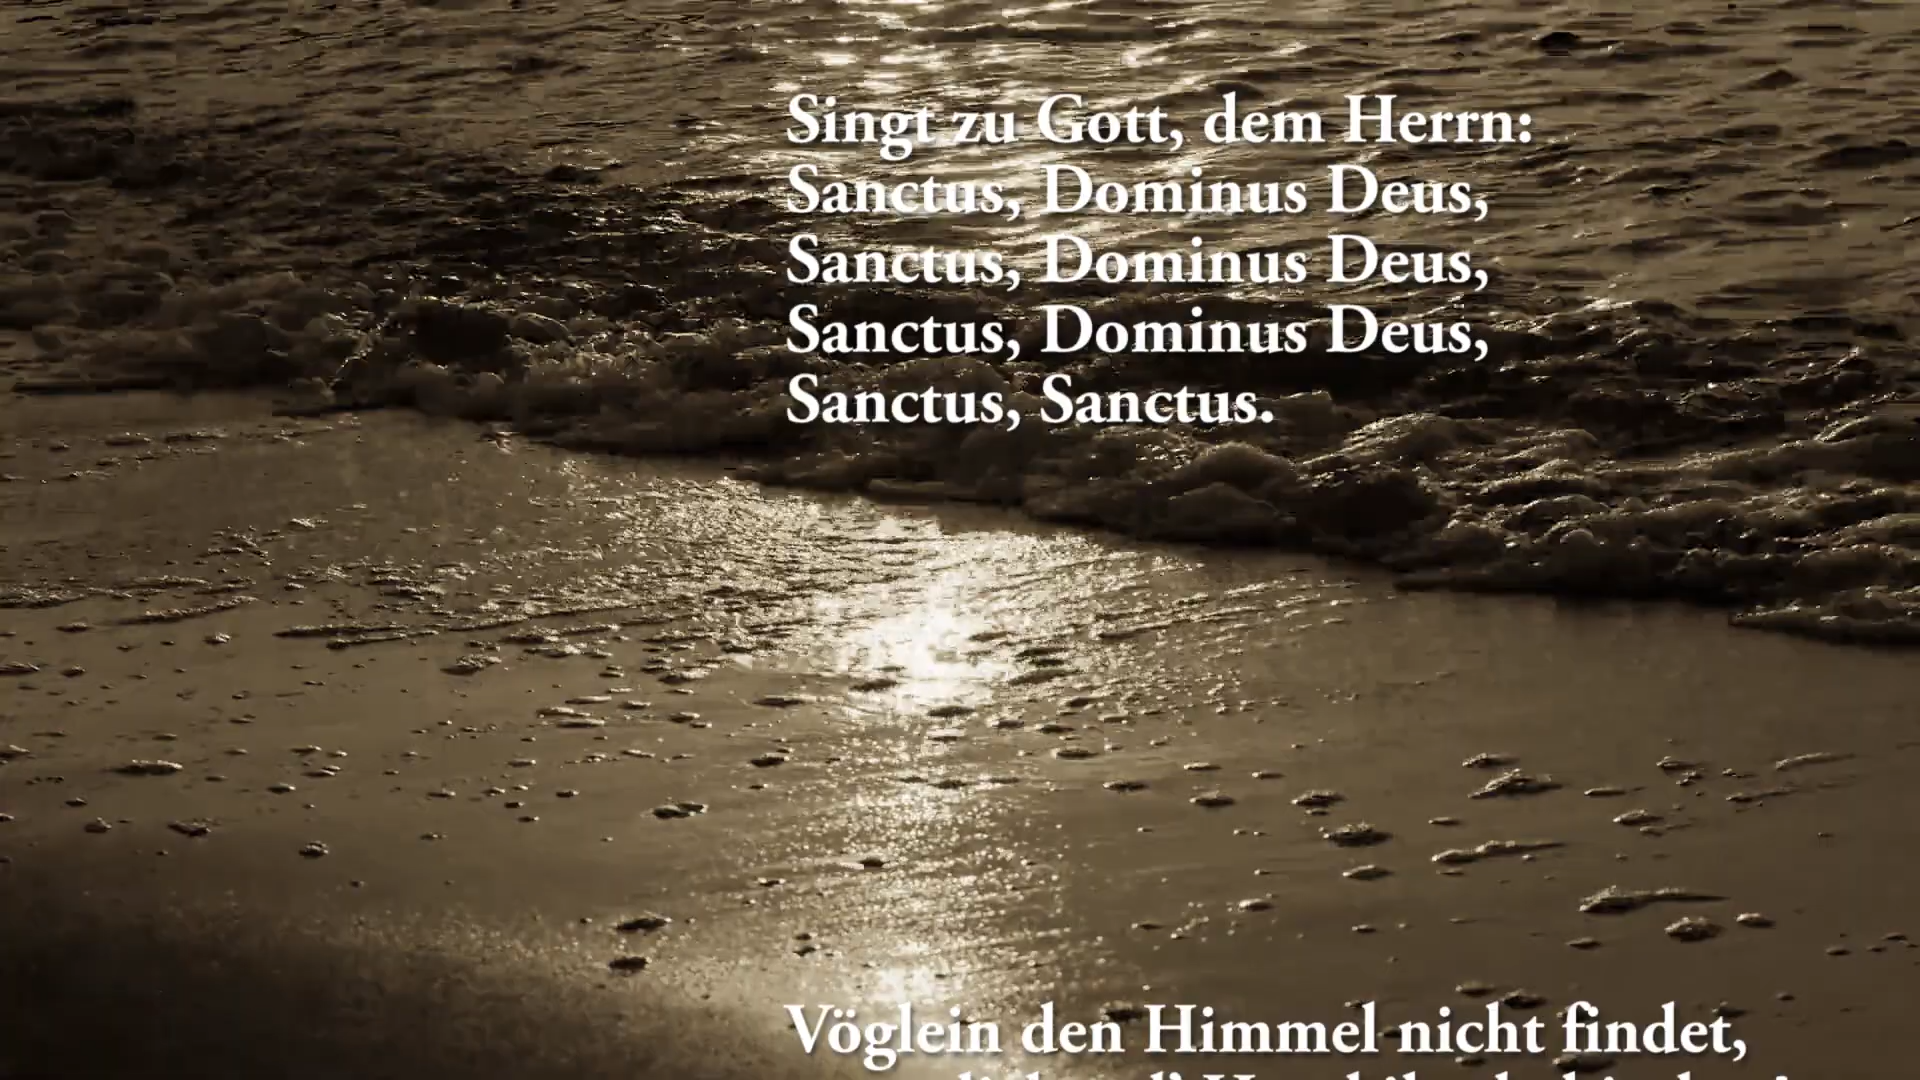 Singt zu Gott, dem Herrn:
Sanctus, Dominus Deus,
Sanctus, Dominus Deus,
Sanctus, Dominus Deus,
Sanctus, Sanctus.
Vöglein den Himmel nicht findet,